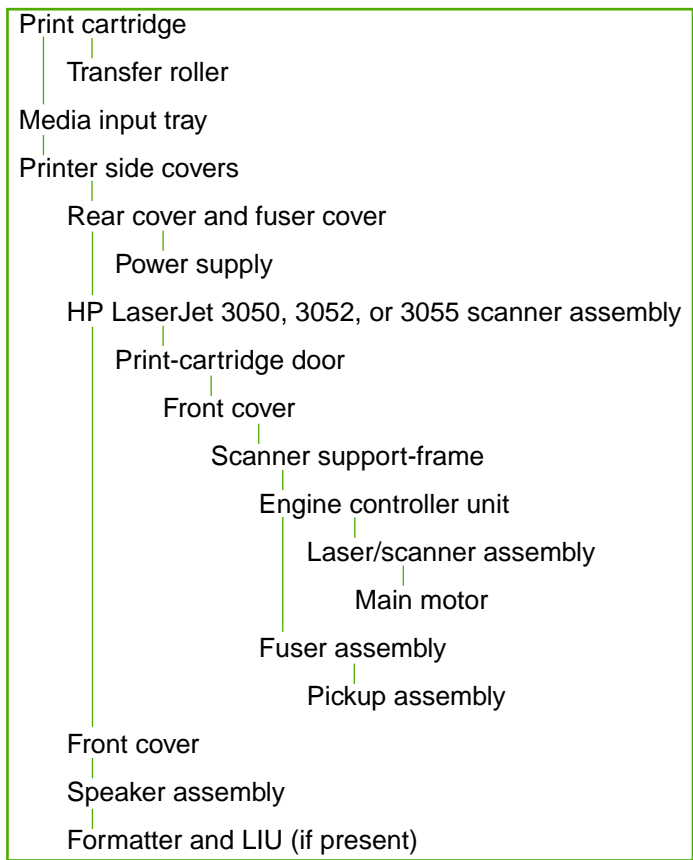 Print cartridge
Transfer roller
Media input tray
Printer side covers
Rear cover and fuser cover
Power supply
HP LaserJet 3050, 3052, or 3055 scanner assembly
Print-cartridge door
Front cover
Scanner support-frame
Engine controller unit
Laser/scanner assembly
Main motor
Fuser assembly
Pickup assembly
Front cover
Speaker assembly
Formatter and LIU (if present)